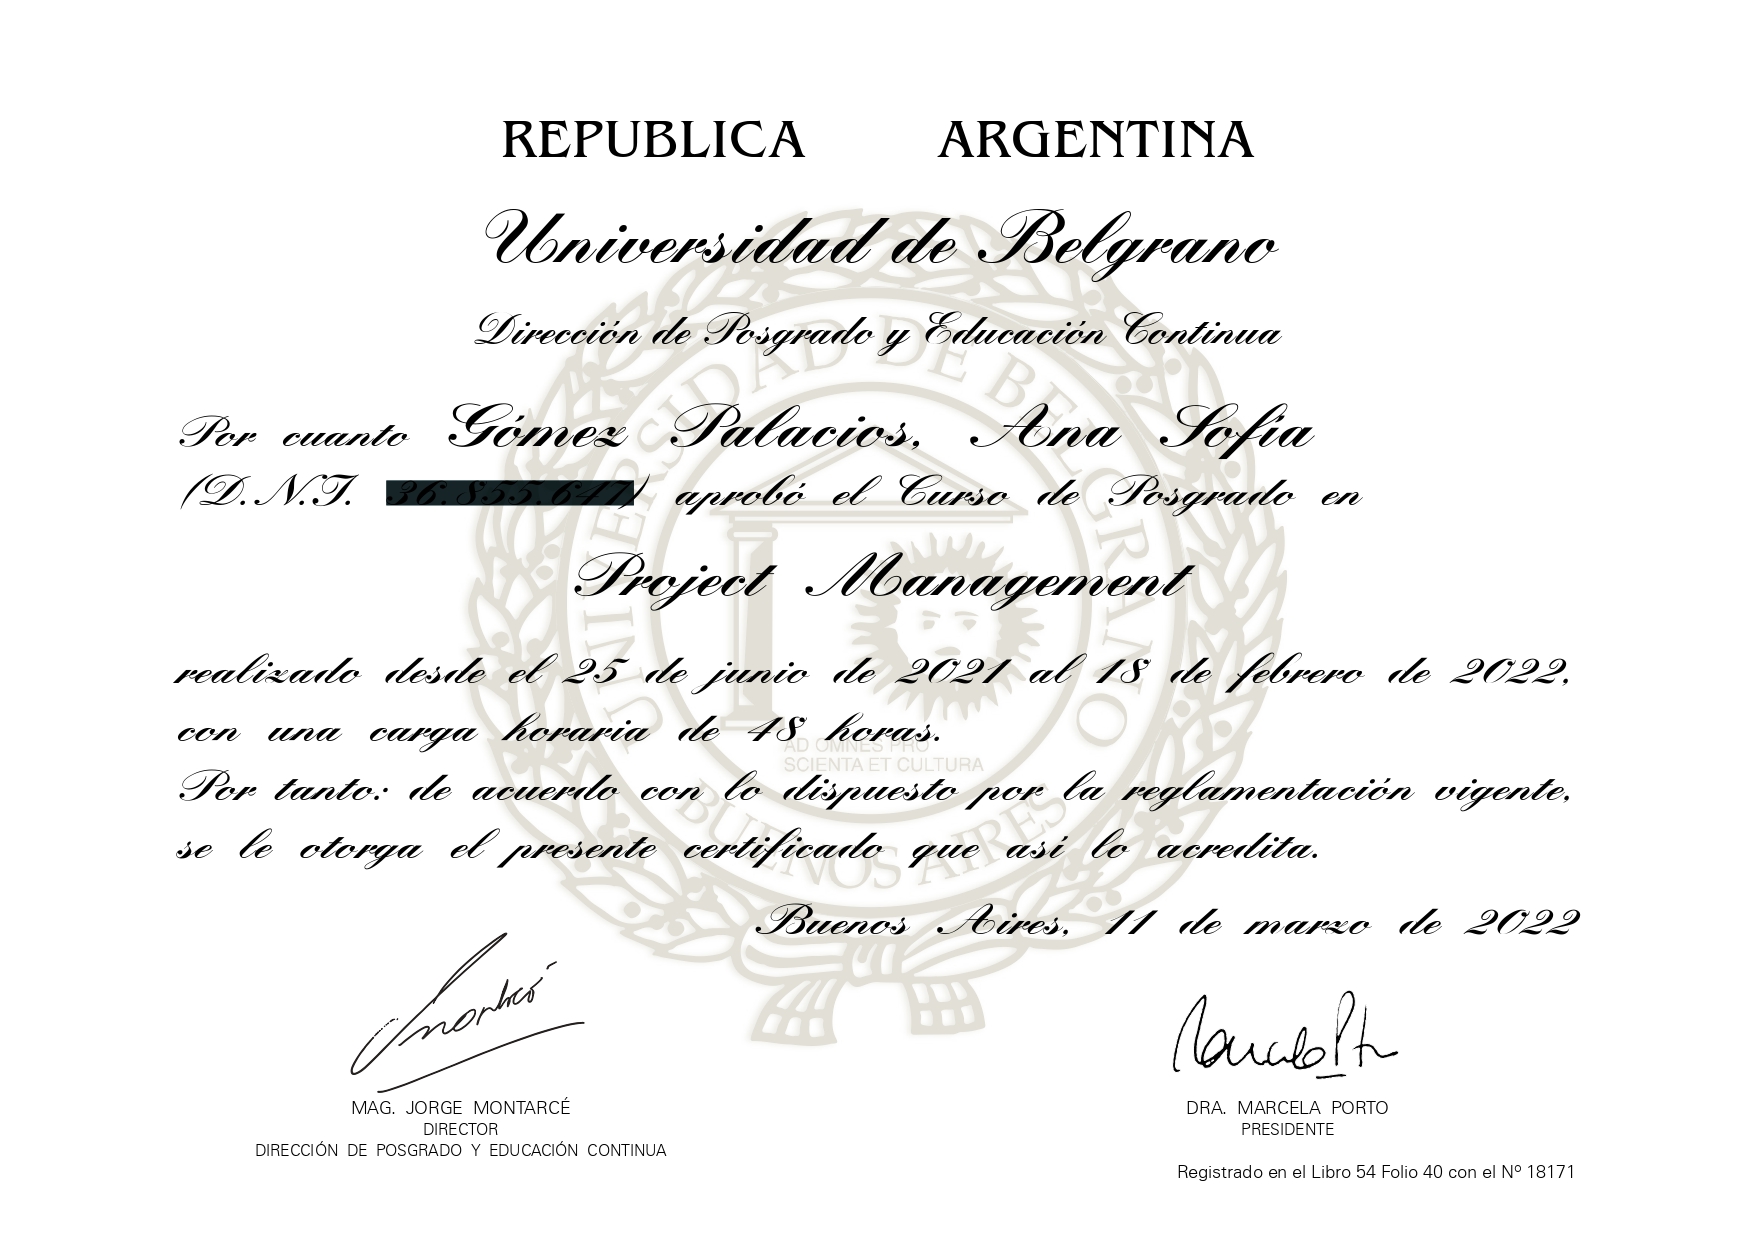 REPUBLICA ARGENTINA
Universidad de Belgrano
Dirección de Posgrado y Educación Continua
Por cuanto Gómez Palacios, Ana Sofía
(D.N.I. ) aprobó el Curso de Posgrado en
Project Management
realizado desde el 25 de junio de 2021 al 18 de febrero de 2022,
con una carga horaria de 48 horas.
Por tanto: de acuerdo con lo dispuesto por la reglamentación vigente,
se le otorga el presente certificado que así lo acredita.
Buenos Aires, 11 de marzo de 2022
MAG. JORGE MONTARCÉ
DIRECTOR
DIRECCIÓN DE POSGRADO Y EDUCACIÓN CONTINUA
DRA. MARCELA PORTO
PRESIDENTE
Registrado en el Libro 54 Folio 40 con el Nº 18171
UNIVERSIDAD DE BELGRANO
AD OMNES PRO
SCIENTA ET CULTURA
BUENOS AIRES